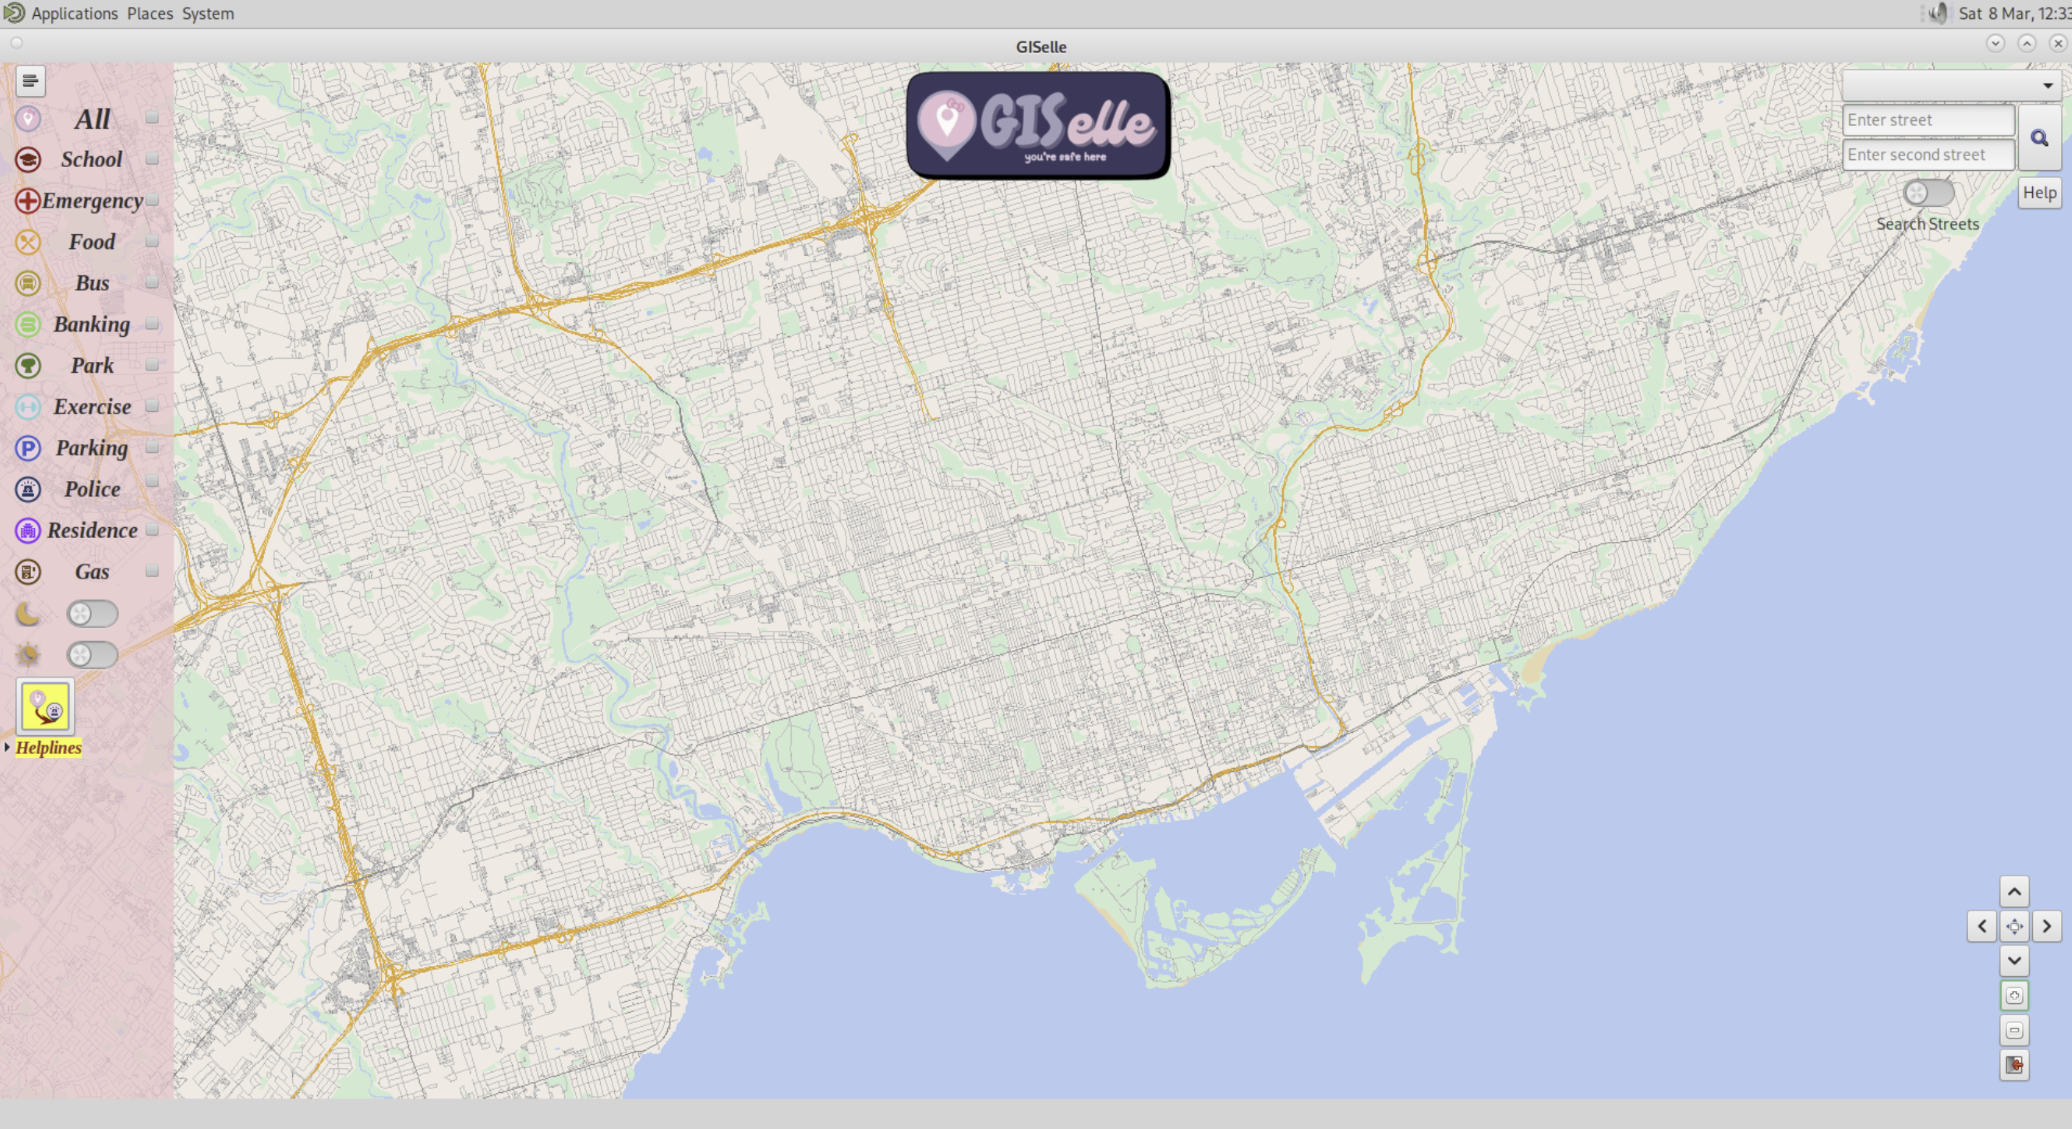 Applications Places System
Sat 8 Mar, 12:33
GISelle
GISelle
you're safe here
All
School
Emergency
Food
Bus
Banking
Park
Exercise
Parking
Police
Residence
Gas
Helplines
Enter street
Enter second street
Help
Search Streets